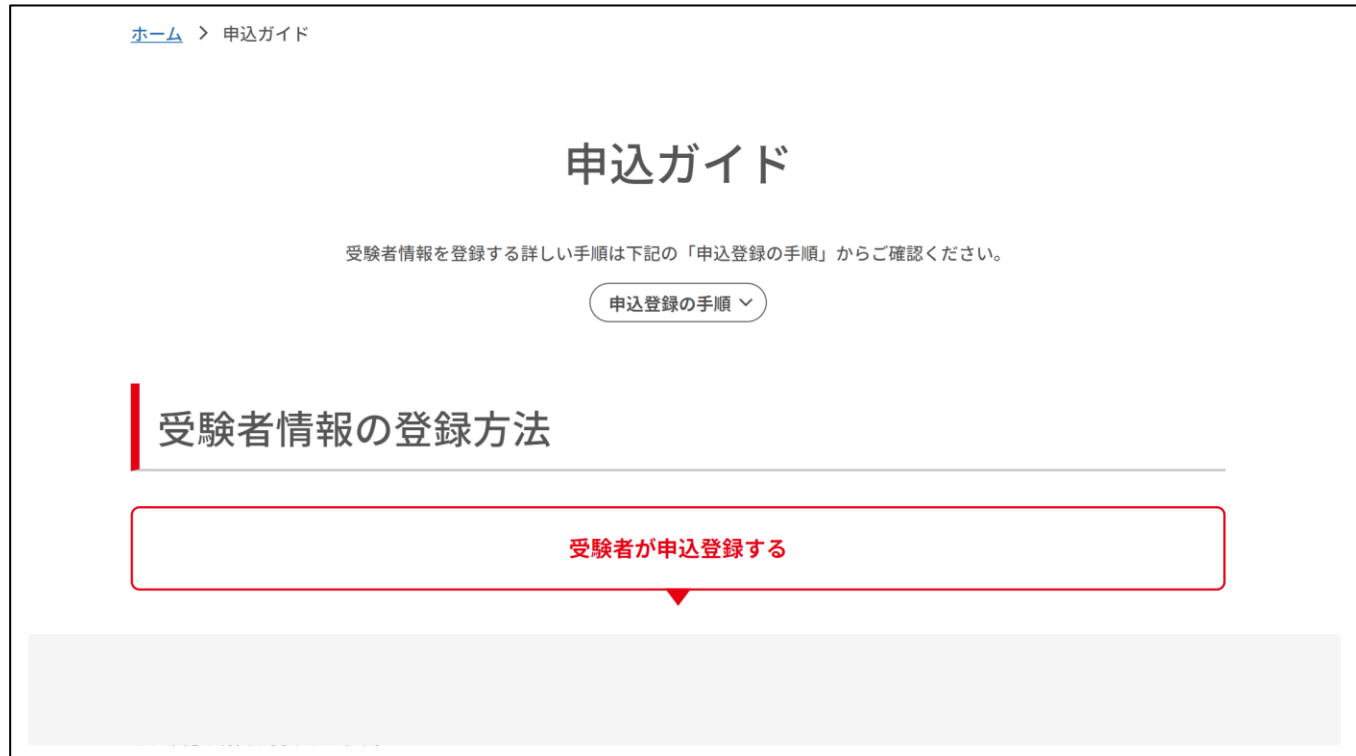 ホーム > 申込ガイド
申込ガイド
受験者情報を登録する詳しい手順は下記の「申込登録の手順」からご確認ください。
申込登録の手順
受験者情報の登録方法
受験者が申込登録する